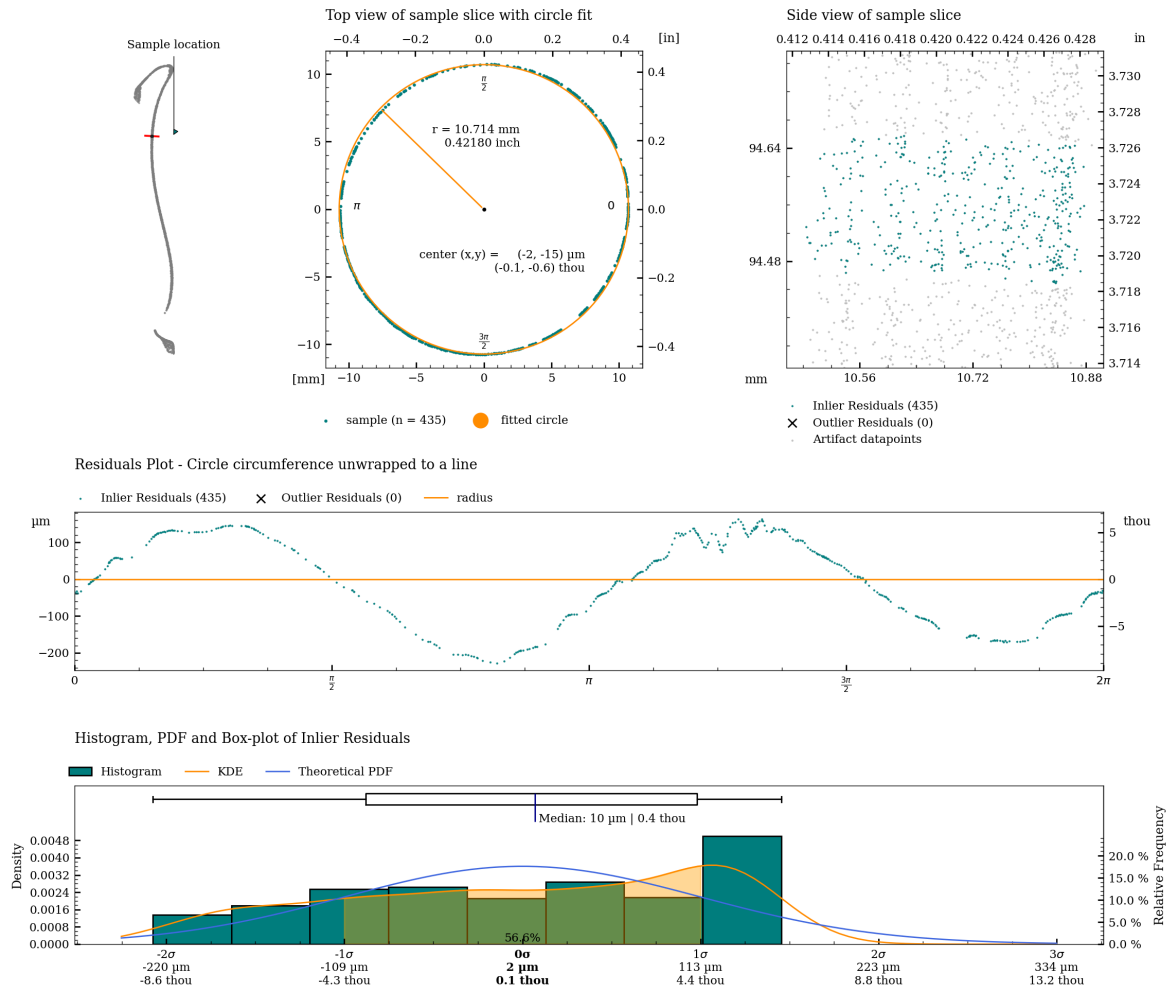 Sample location
Top view of sample slice with circle fit
−0.4 −0.2 0.0 0.2 0.4 [in]
10 5 0 −5 −10
0.4 0.2 0.0 −0.2 −0.4
π/2
r = 10.714 mm
0.42180 inch
π 0
center (x,y) = (-2, -15) µm
(-0.1, -0.6) thou
3π/2
[mm] −10 −5 0 5 10
sample (n = 435) fitted circle
Side view of sample slice
0.412 0.414 0.416 0.418 0.420 0.422 0.424 0.426 0.428 in
94.64
94.48
3.730
3.728
3.726
3.724
3.722
3.720
3.718
3.716
3.714
mm 10.56 10.72 10.88
Inlier Residuals (435)
Outlier Residuals (0)
Artifact datapoints
Residuals Plot - Circle circumference unwrapped to a line
Inlier Residuals (435) Outlier Residuals (0) radius
µm thou
100 5
0 0
−100 −5
−200
0 π/2 π 3π/2 2π
Histogram, PDF and Box-plot of Inlier Residuals
Histogram KDE Theoretical PDF
Median: 10 µm | 0.4 thou
Density
0.0048
0.0040
0.0032
0.0024
0.0016
0.0008
0.0000
Relative Frequency
20.0 %
15.0 %
10.0 %
5.0 %
0.0 %
56.6%
-2σ -1σ 0σ 1σ 2σ 3σ
-220 µm -109 µm 2 µm 113 µm 223 µm 334 µm
-8.6 thou -4.3 thou 0.1 thou 4.4 thou 8.8 thou 13.2 thou